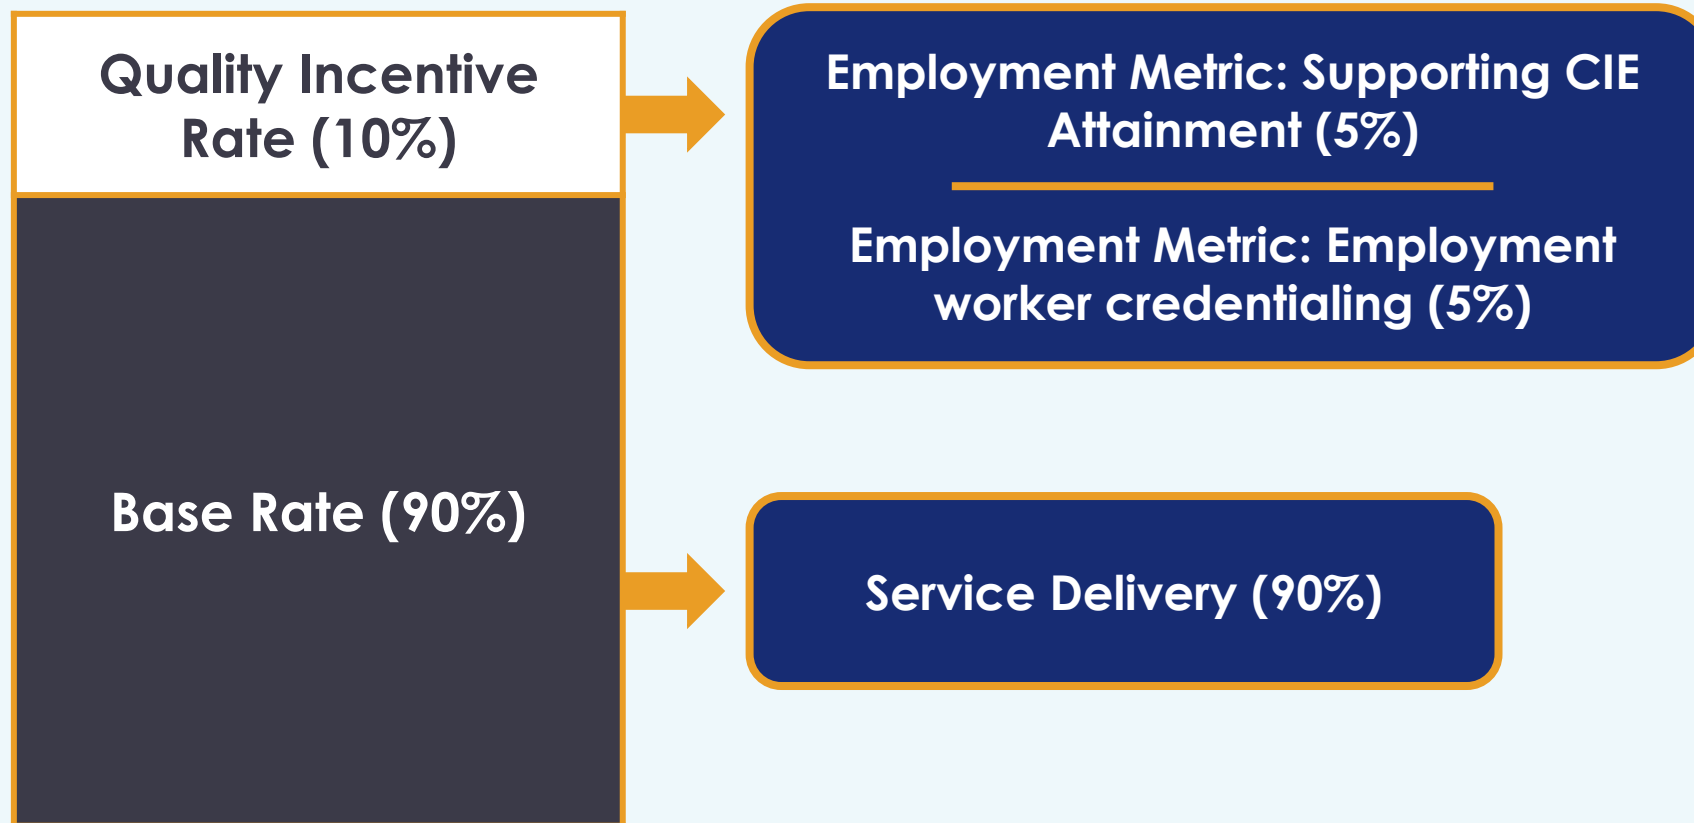 Quality Incentive
Rate (10%)
Employment Metric: Supporting CIE
Attainment (5%)
Employment Metric: Employment
worker credentialing (5%)
Base Rate (90%)
Service Delivery (90%)